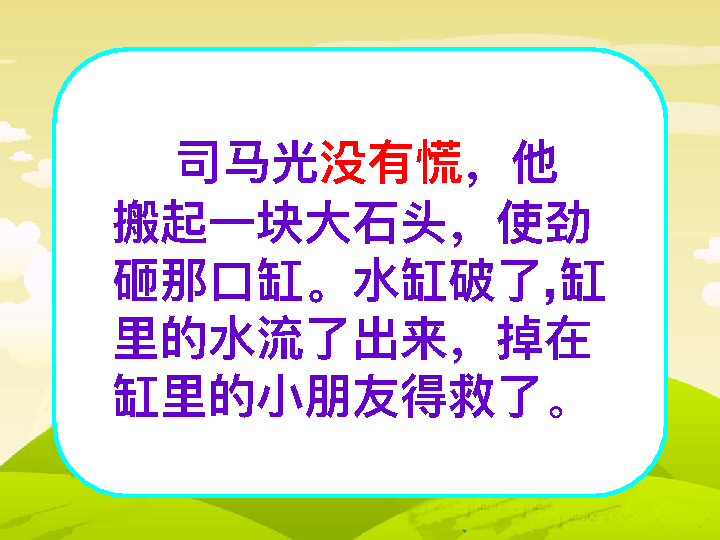 司马光没有慌，他
搬起一块大石头，使劲
砸那口缸。水缸破了,缸
里的水流了出来，掉在
缸里的小朋友得救了。